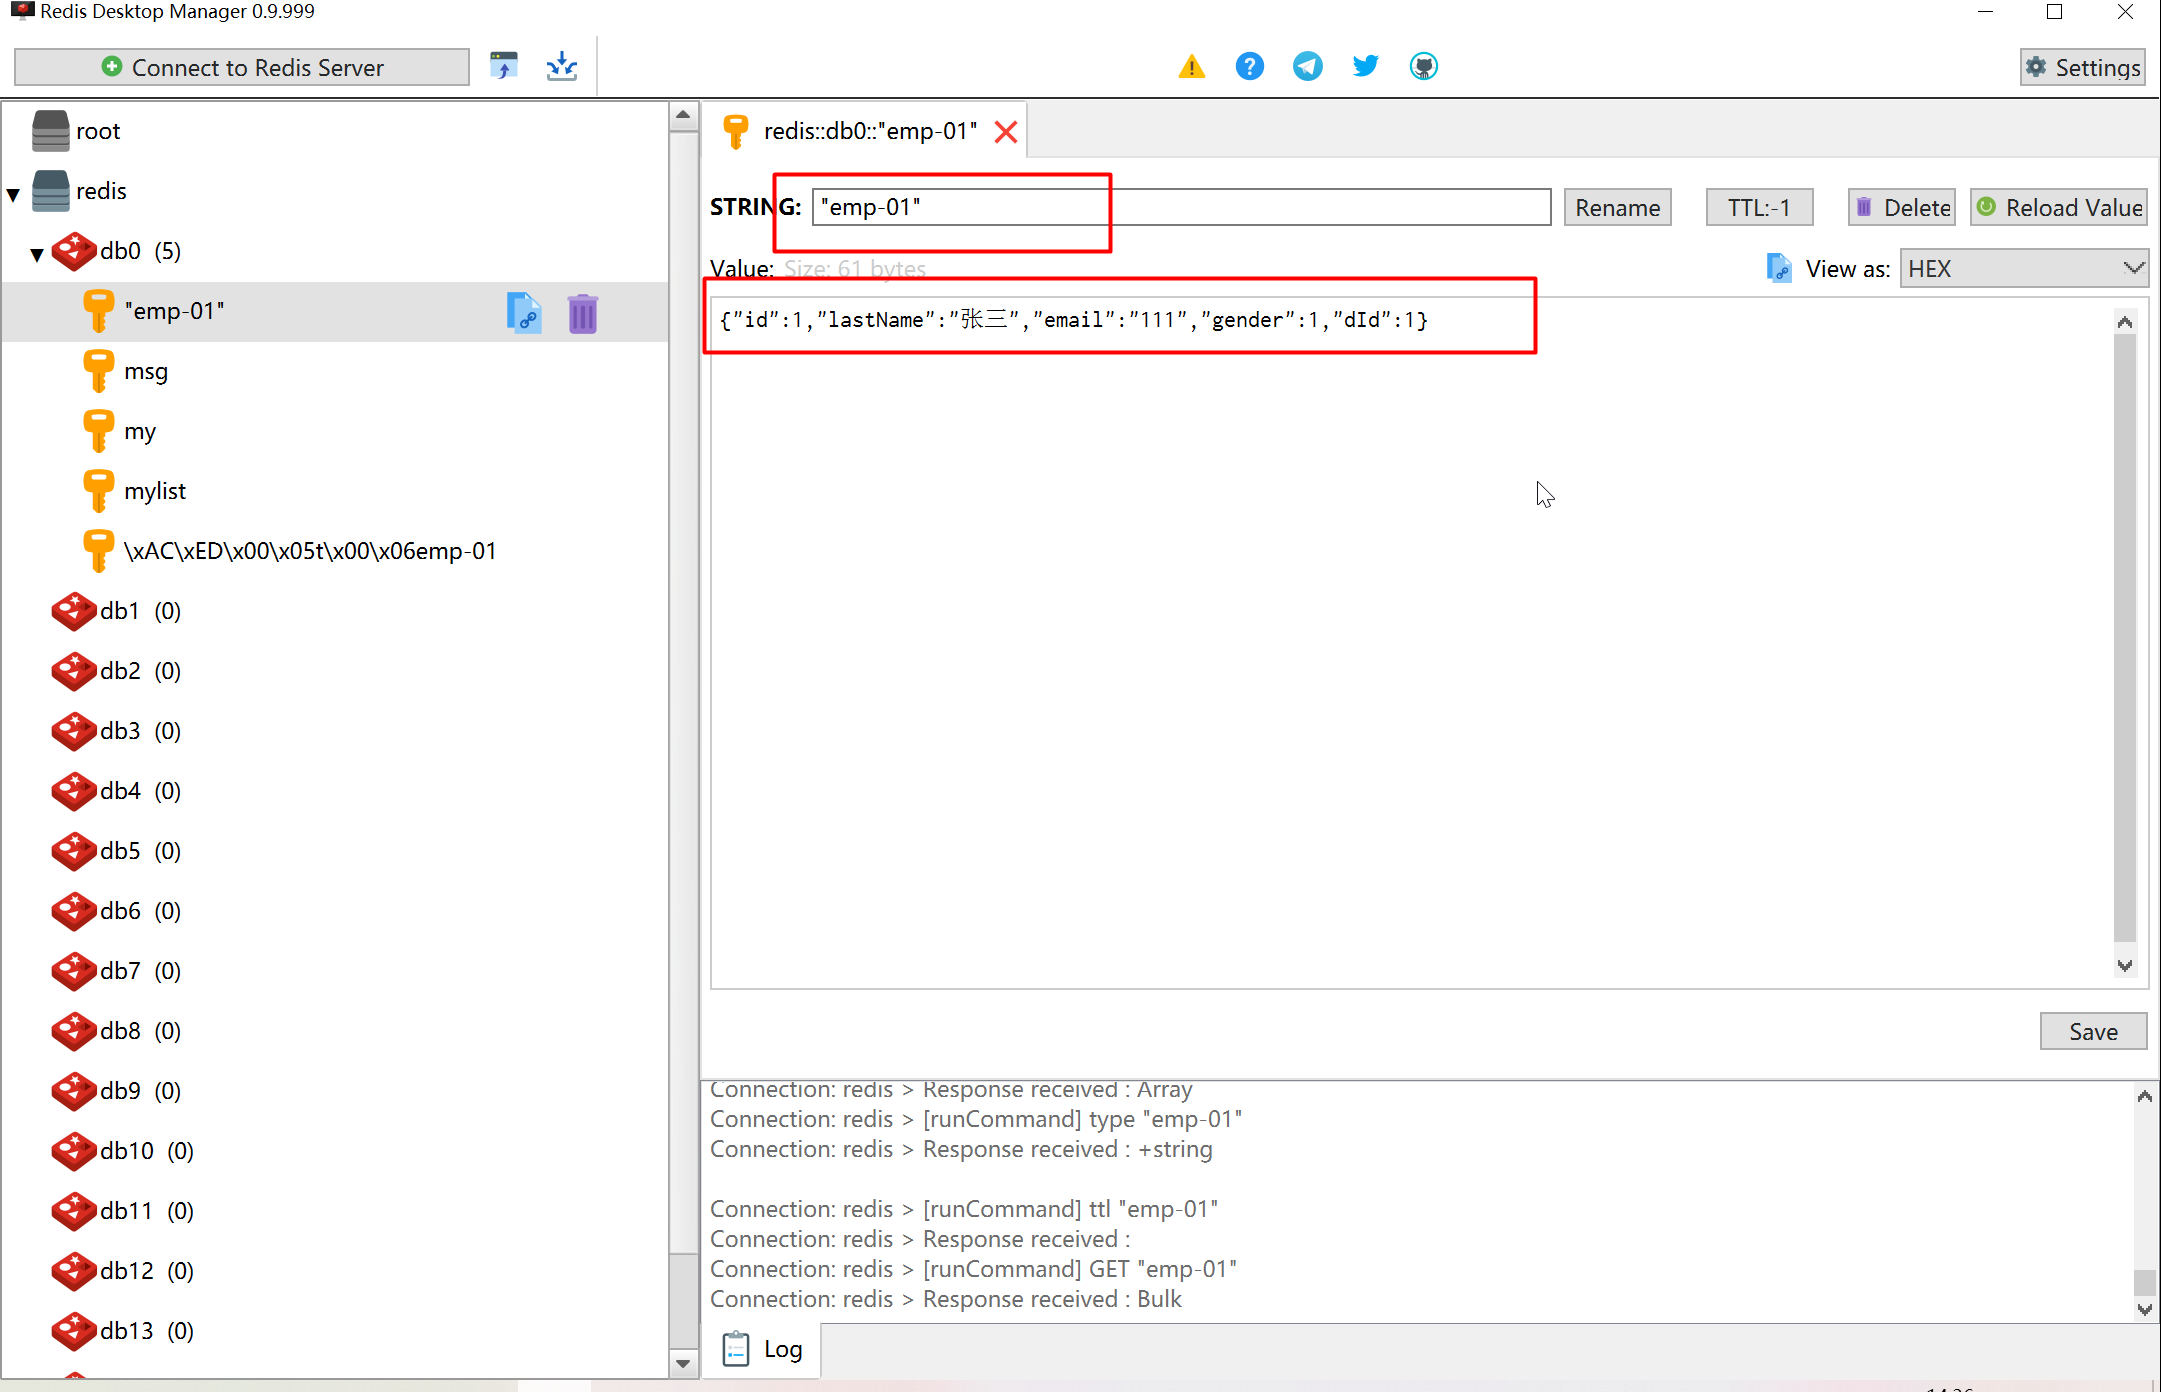 Redis Desktop Manager 0.9.999
Connect to Redis Server
Settings
root
redis
db0 (5)
"emp-01"
msg
my
mylist
\xAC\xED\x00\x05t\x00\x06emp-01
db1 (0)
db2 (0)
db3 (0)
db4 (0)
db5 (0)
db6 (0)
db7 (0)
db8 (0)
db9 (0)
db10 (0)
db11 (0)
db12 (0)
db13 (0)
redis::db0::"emp-01"
STRING: "emp-01" Rename TTL:-1 Delete Reload Value
Value: Size: 61 bytes View as: HEX
{"id":1,"lastName":"张三","email":"111","gender":1,"dId":1}
Save
Connection: redis > Response received : Array
Connection: redis > [runCommand] type "emp-01"
Connection: redis > Response received : +string
Connection: redis > [runCommand] ttl "emp-01"
Connection: redis > Response received :
Connection: redis > [runCommand] GET "emp-01"
Connection: redis > Response received : Bulk
Log